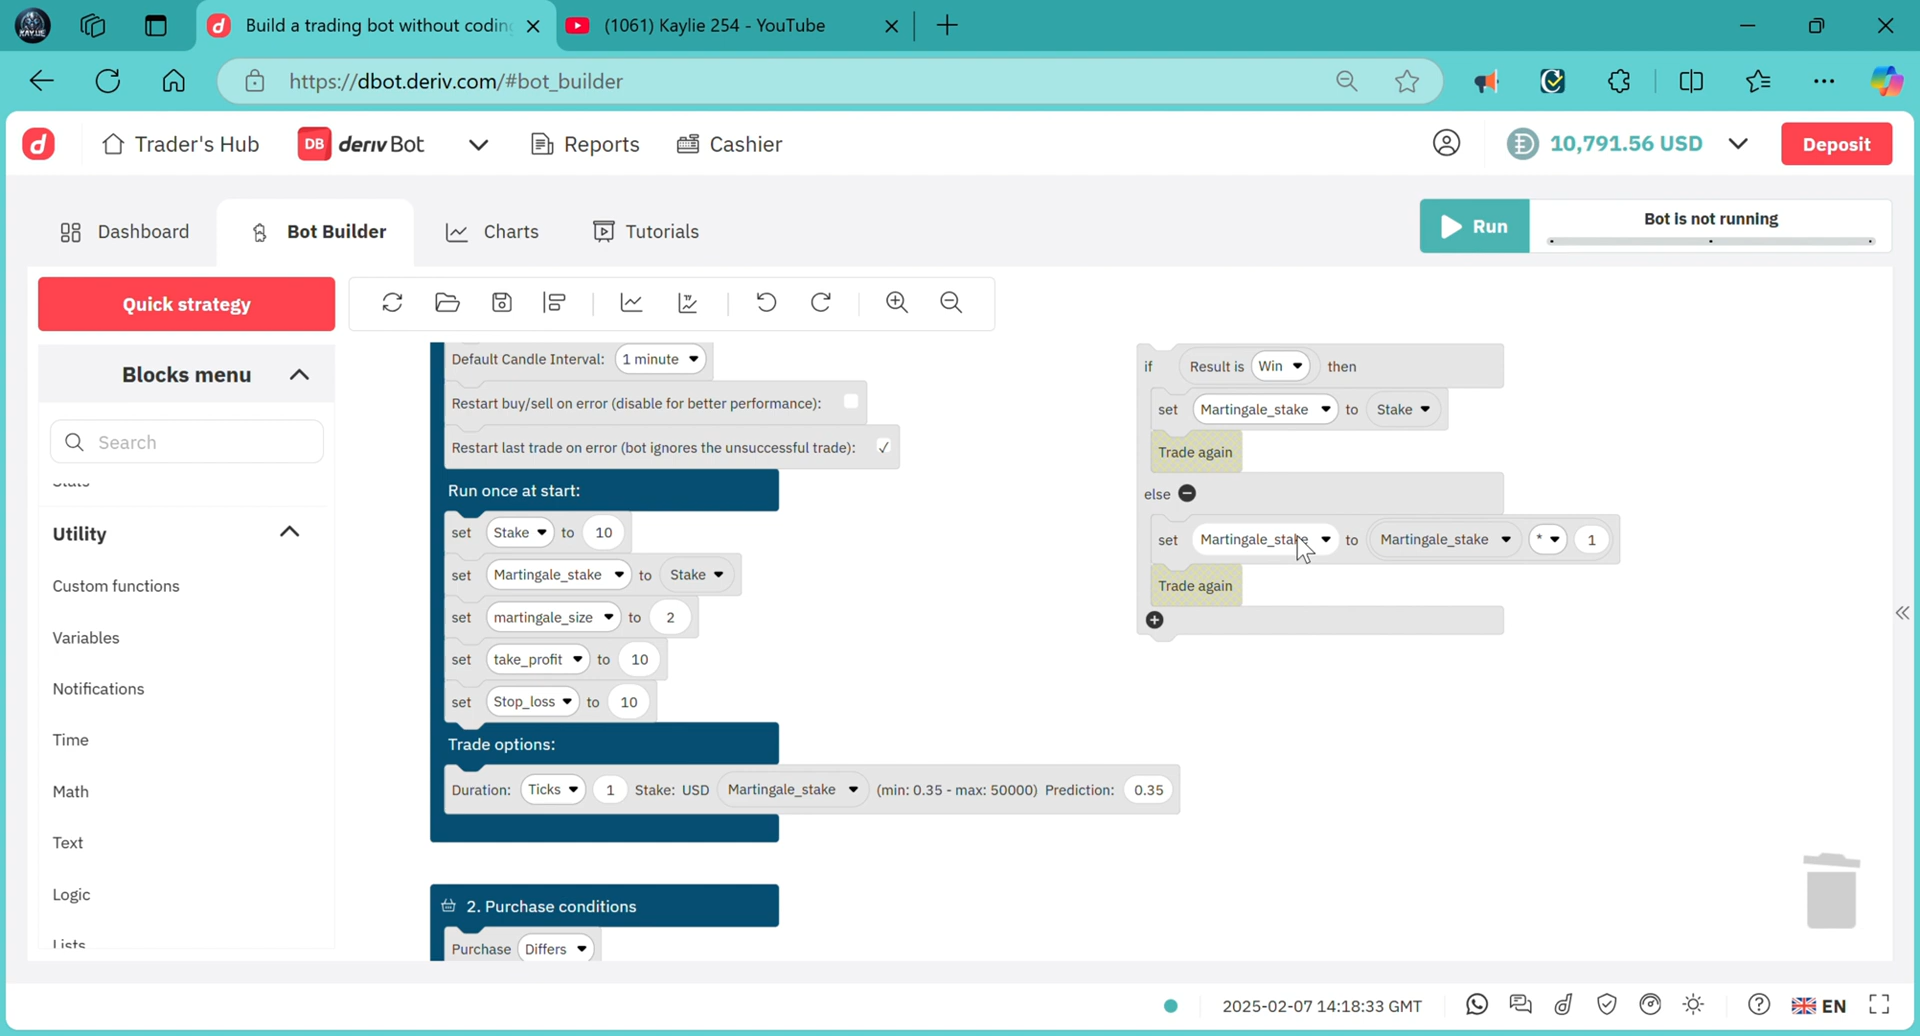 Build a trading bot without codin
(1061) Kaylie 254 - YouTube
https://dbot.deriv.com/#bot_builder
Trader's Hub
DB deriv Bot
Reports
Cashier
10,791.56 USD
Deposit
Dashboard
Bot Builder
Charts
Tutorials
Run
Bot is not running
Quick strategy
Blocks menu
Search
Stats
Utility
Custom functions
Variables
Notifications
Time
Math
Text
Logic
Lists
Default Candle Interval: 1 minute
Restart buy/sell on error (disable for better performance):
Restart last trade on error (bot ignores the unsuccessful trade): ✓
Run once at start:
set Stake to 10
set Martingale_stake to Stake
set martingale_size to 2
set take_profit to 10
set Stop_loss to 10
Trade options:
Duration: Ticks 1 Stake: USD Martingale_stake (min: 0.35 - max: 50000) Prediction: 0.35
2. Purchase conditions
Purchase Differs
if Result is Win then
set Martingale_stake to Stake
Trade again
else
set Martingale_stake to Martingale_stake * 1
Trade again
2025-02-07 14:18:33 GMT
EN